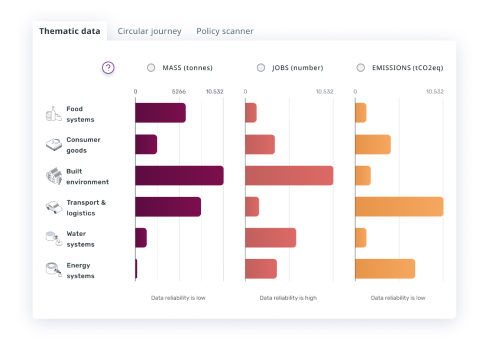 Thematic data Circular journey Policy scanner
? MASS (tonnes) JOBS (number) EMISSIONS (tCO2eq)
0 5266 10.532 0 10.532 0 10.532
Food
systems
Consumer
goods
Built
environment
Transport &
logistics
Water
systems
Energy
systems
Data reliability is low Data reliability is high Data reliability is low